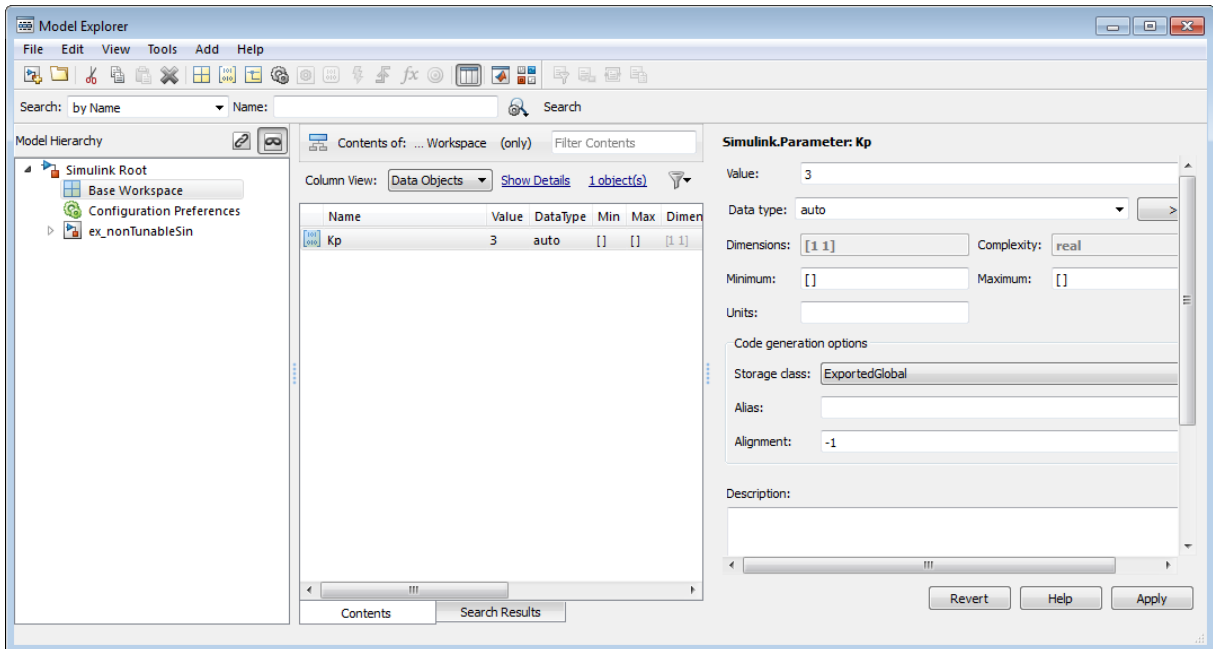 Model Explorer
File Edit View Tools Add Help
fx
Search: by Name Name: Search
Model Hierarchy
Simulink Root
Base Workspace
Configuration Preferences
ex_nonTunableSin
Contents of: ... Workspace (only) Filter Contents
Column View: Data Objects Show Details 1 object(s)
Name Value DataType Min Max Dimen
Kp 3 auto [] [] [1 1]
Contents Search Results
Simulink.Parameter: Kp
Value: 3
Data type: auto >
Dimensions: [1 1] Complexity: real
Minimum: [] Maximum: []
Units:
Code generation options
Storage class: ExportedGlobal
Alias:
Alignment: -1
Description:
Revert Help Apply